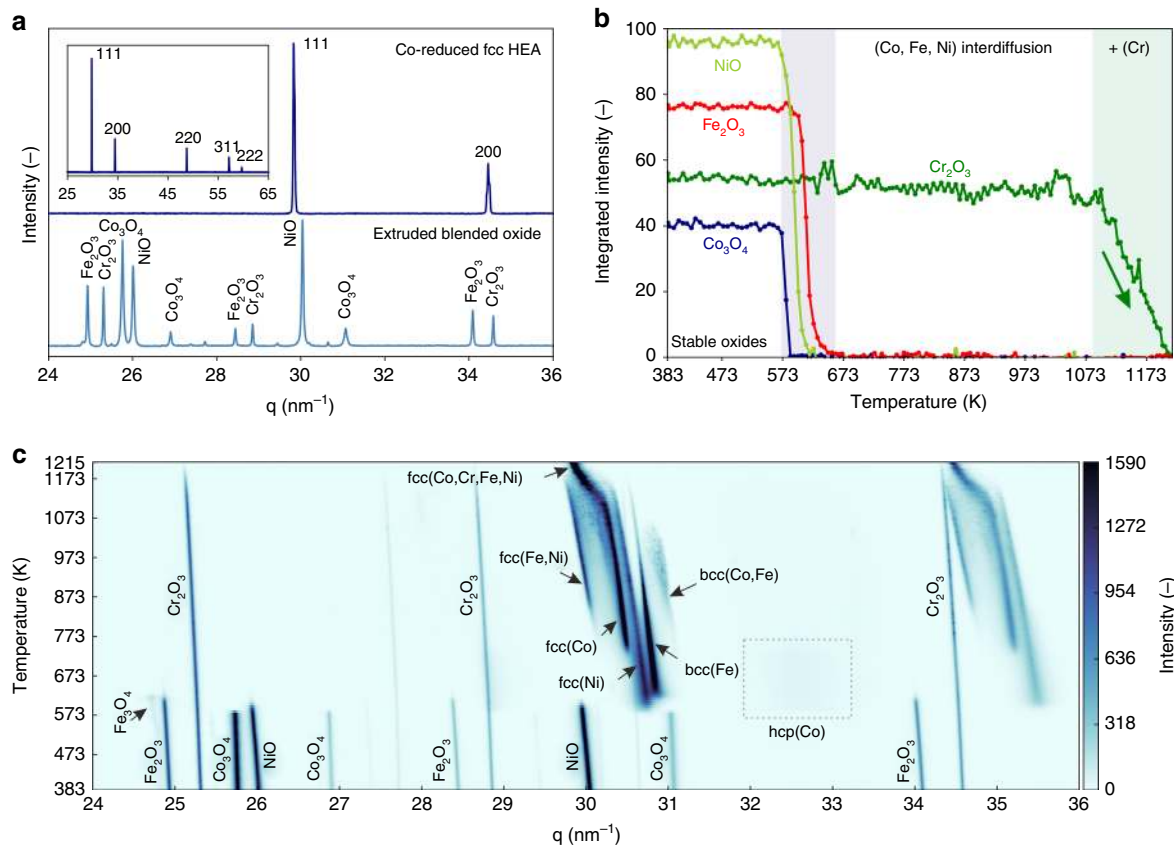 a
Co-reduced fcc HEA
111
200
111
200
220
311
222
25 35 45 55 65
Intensity (–)
Extruded blended oxide
Fe2O3
Cr2O3
Co3O4
NiO
Co3O4
Fe2O3
Cr2O3
NiO
Co3O4
Fe2O3
Cr2O3
24 26 28 30 32 34 36
q (nm–1)
b
100
80
60
40
20
0
Integrated intensity (–)
(Co, Fe, Ni) interdiffusion
+ (Cr)
NiO
Fe2O3
Cr2O3
Co3O4
Stable oxides
383 473 573 673 773 873 973 1073 1173
Temperature (K)
c
1215
1173
1073
973
873
773
673
573
473
383
Temperature (K)
fcc(Co,Cr,Fe,Ni)
fcc(Fe,Ni)
bcc(Co,Fe)
fcc(Co)
bcc(Fe)
fcc(Ni)
hcp(Co)
Cr2O3
Cr2O3
Cr2O3
Fe3O4
Fe2O3
Co3O4
NiO
Co3O4
Fe2O3
NiO
Co3O4
Fe2O3
24 25 26 27 28 29 30 31 32 33 34 35 36
q (nm–1)
1590
1272
954
636
318
0
Intensity (–)